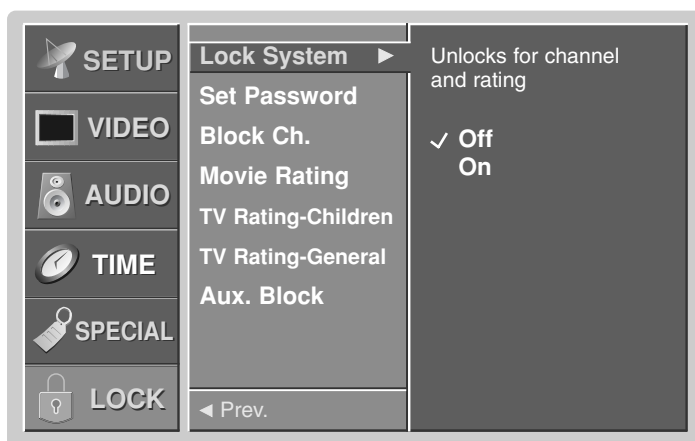 SETUP
VIDEO
AUDIO
TIME
SPECIAL
LOCK
Lock System ►
Set Password
Block Ch.
Movie Rating
TV Rating-Children
TV Rating-General
Aux. Block
◄ Prev.
Unlocks for channel
and rating
✓ Off
On